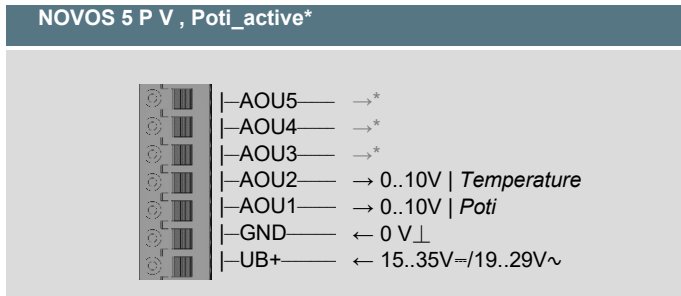 NOVOS 5 P V , Poti_active*
|–AOU5–––– →*
|–AOU4–––– →*
|–AOU3–––– →*
|–AOU2–––– → 0..10V | Temperature
|–AOU1–––– → 0..10V | Poti
|–GND–––– ← 0 V⊥
|–UB+–––– ← 15..35V⎓/19..29V∿